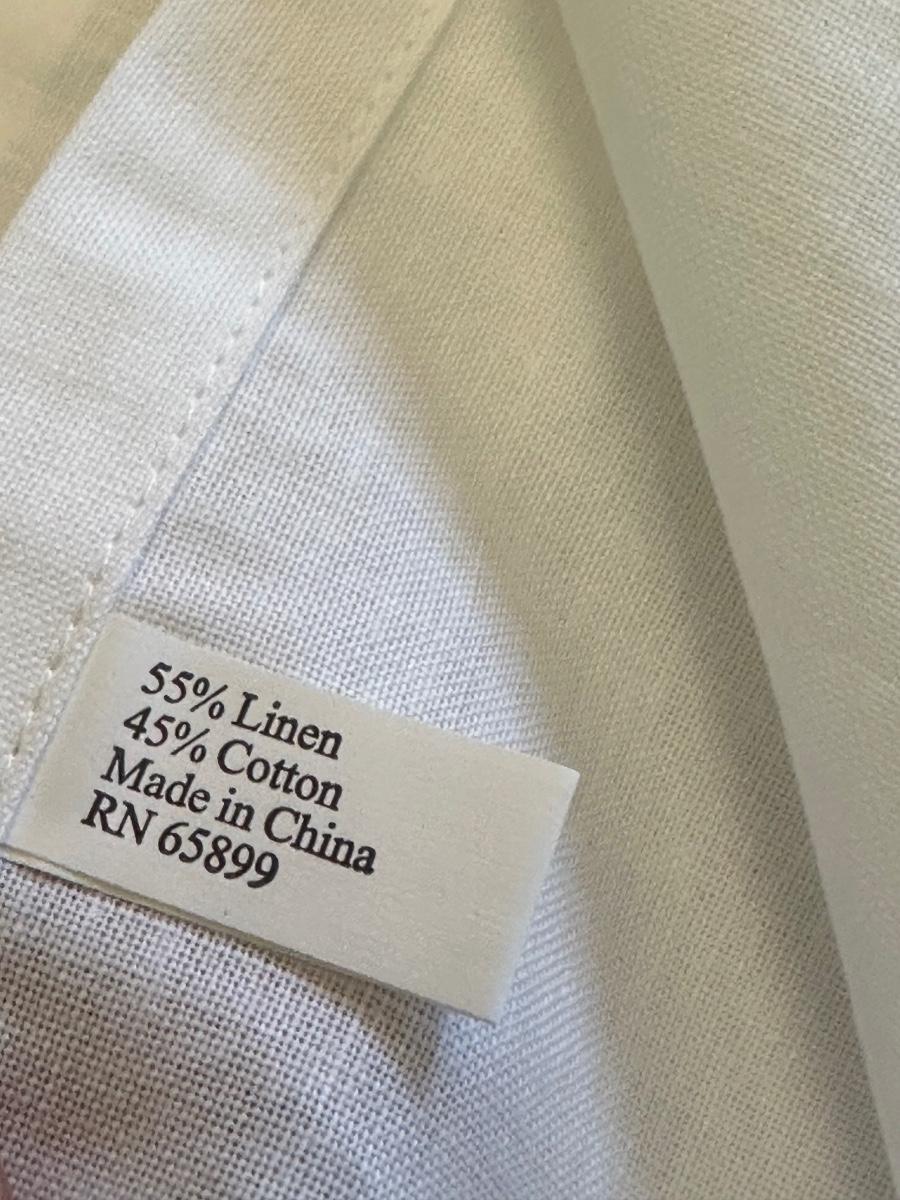 55% Linen
45% Cotton
Made in China
RN 65899